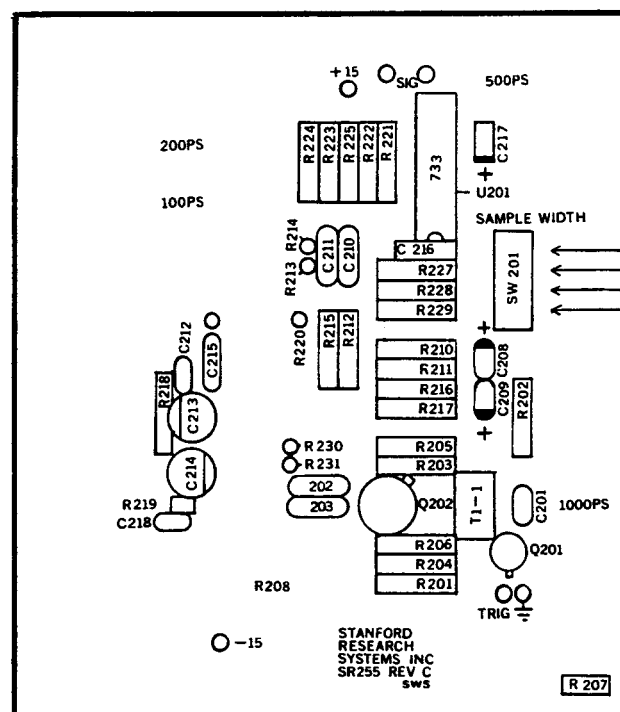 +15
SIG
500PS
200PS
R224
R223
R225
R222
R221
733
C217
+
U201
100PS
SAMPLE WIDTH
R214
R213
C211
C210
C 216
R227
R228
R229
SW 201
C212
C215
R220
R215
R212
+
R210
R211
R216
R217
C208
C209
+
R202
R218
C213
C214
R230
R231
R205
R203
202
203
Q202
T1-1
C201
1000PS
R219
C218
R206
R204
R201
Q201
R208
TRIG
-15
STANFORD
RESEARCH
SYSTEMS INC
SR255 REV C
sws
R 207